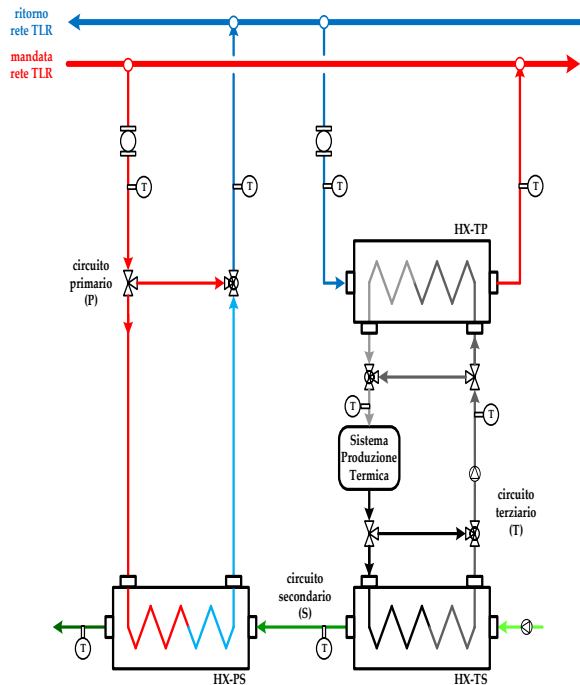 ritorno
rete TLR
mandata
rete TLR
T
T
T
T
HX-TP
circuito
primario
(P)
T
T
Sistema
Produzione
Termica
circuito
terziario
(T)
circuito
secondario
(S)
T
T
HX-PS
HX-TS